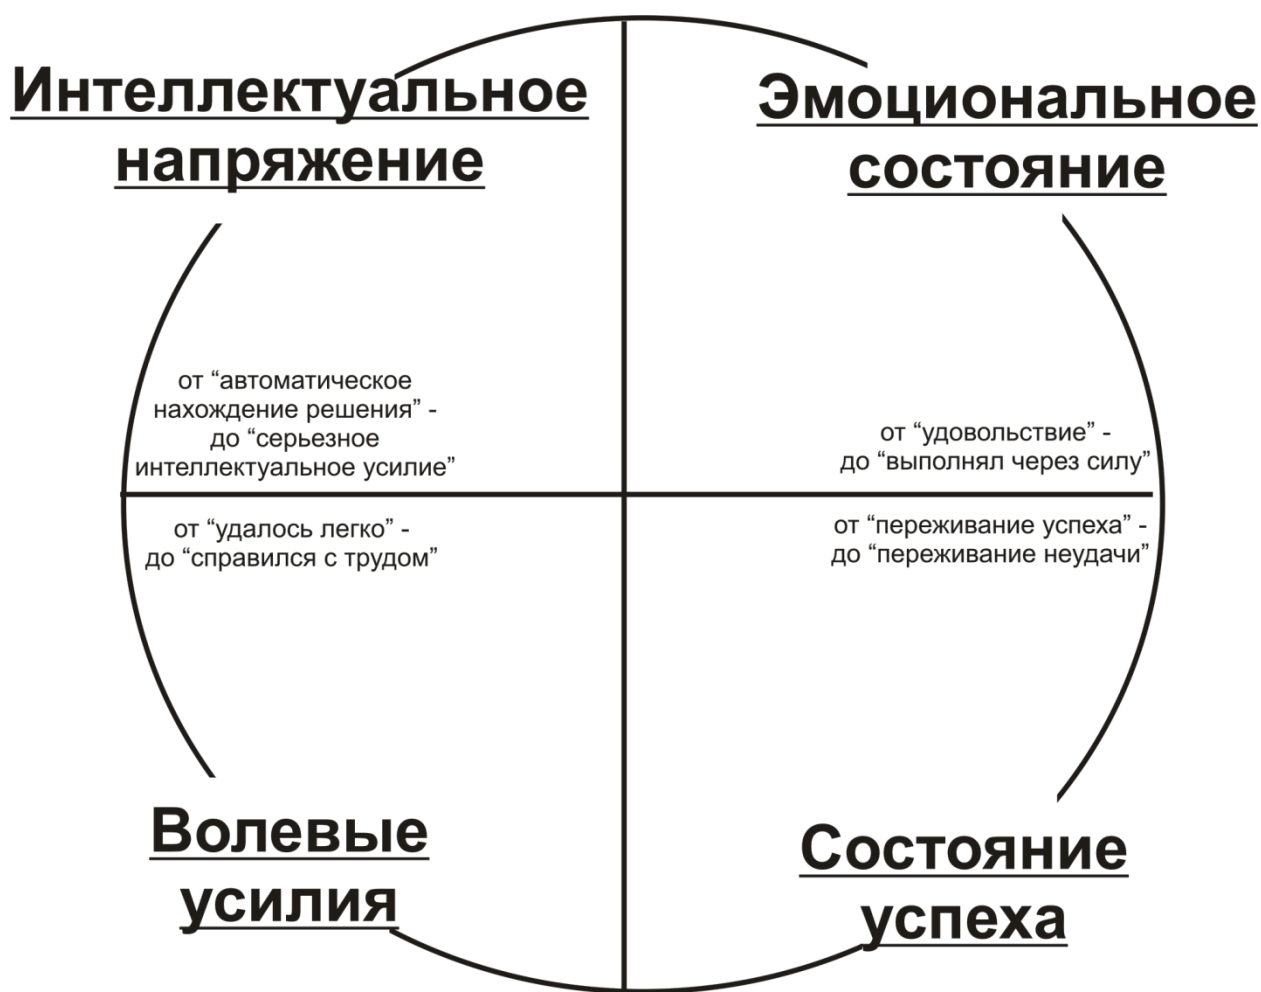 Интеллектуальное
напряжение
Эмоциональное
состояние
от “автоматическое
нахождение решения” -
до “серьезное
интеллектуальное усилие”
от “удовольствие” -
до “выполнял через силу”
от “удалось легко” -
до “справился с трудом”
от “переживание успеха” -
до “переживание неудачи”
Волевые
усилия
Состояние
успеха